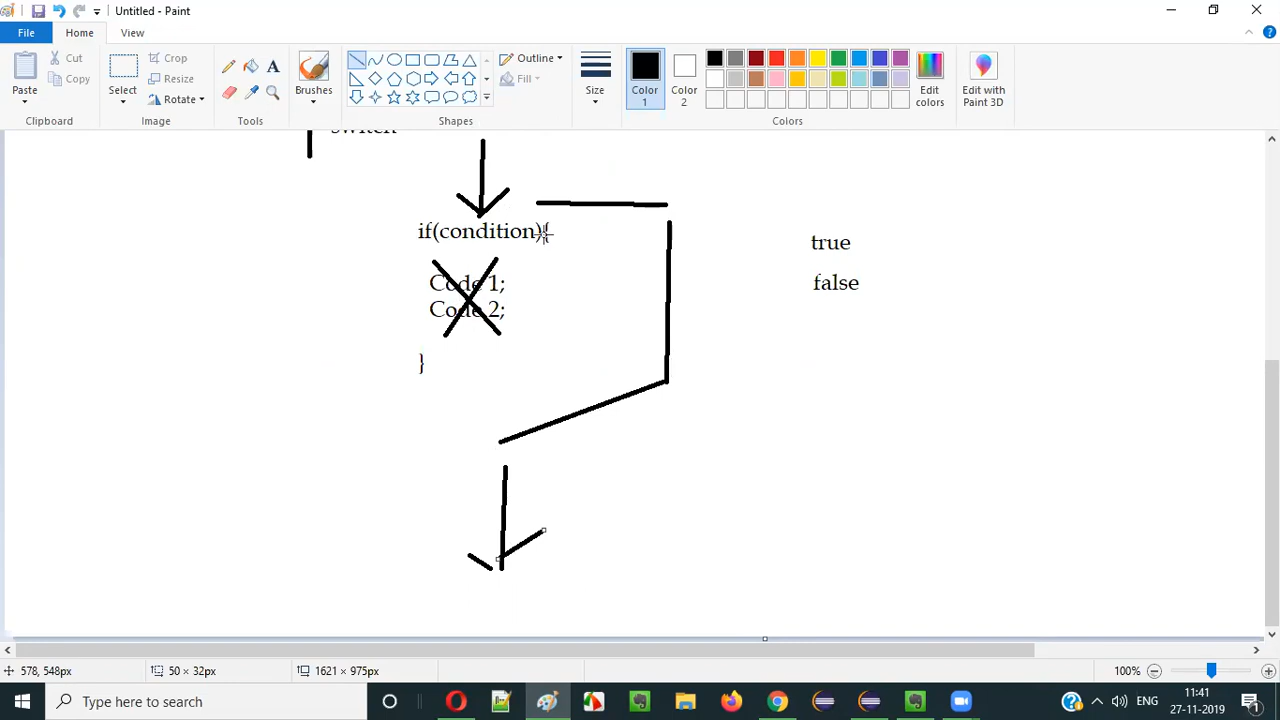 Untitled - Paint
File
Home
View
Paste
Cut
Copy
Clipboard
Select
Crop
Resize
Rotate
Image
A
Tools
Brushes
Shapes
Outline
Fill
Size
Color 1
Color 2
Colors
Edit colors
Edit with Paint 3D
switch
if(condition){
Code 1;
Code 2;
}
true
false
578, 548px
50 × 32px
1621 × 975px
100%
Type here to search
ENG
11:41
27-11-2019